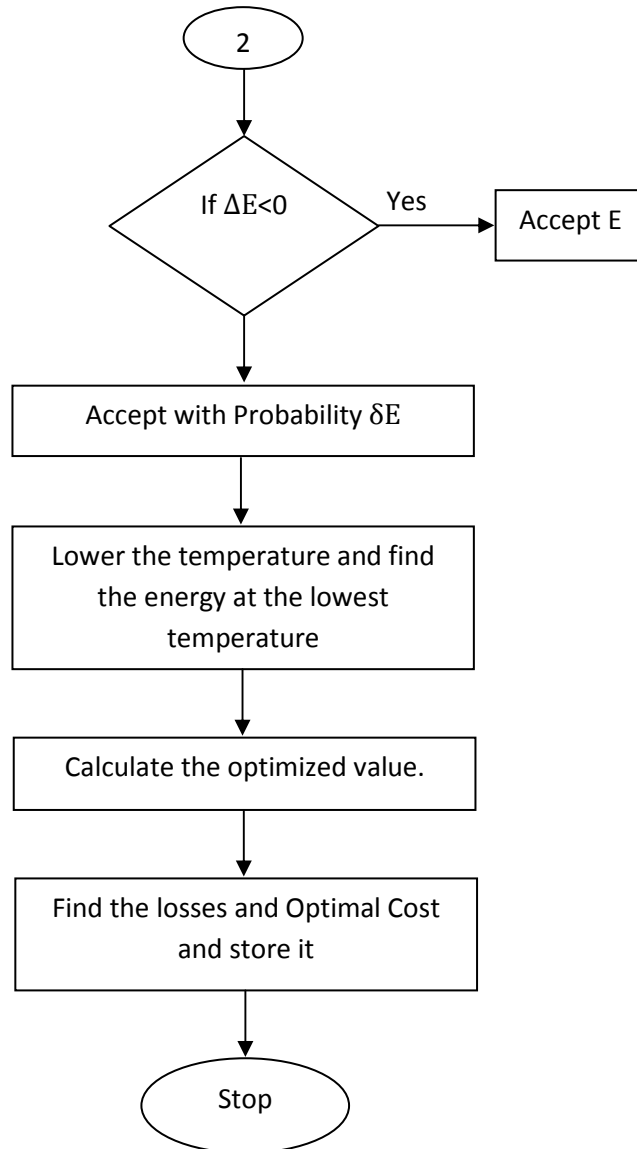 2
If ΔE<0
Yes
Accept E
Accept with Probability δE
Lower the temperature and find
the energy at the lowest
temperature
Calculate the optimized value.
Find the losses and Optimal Cost
and store it
Stop